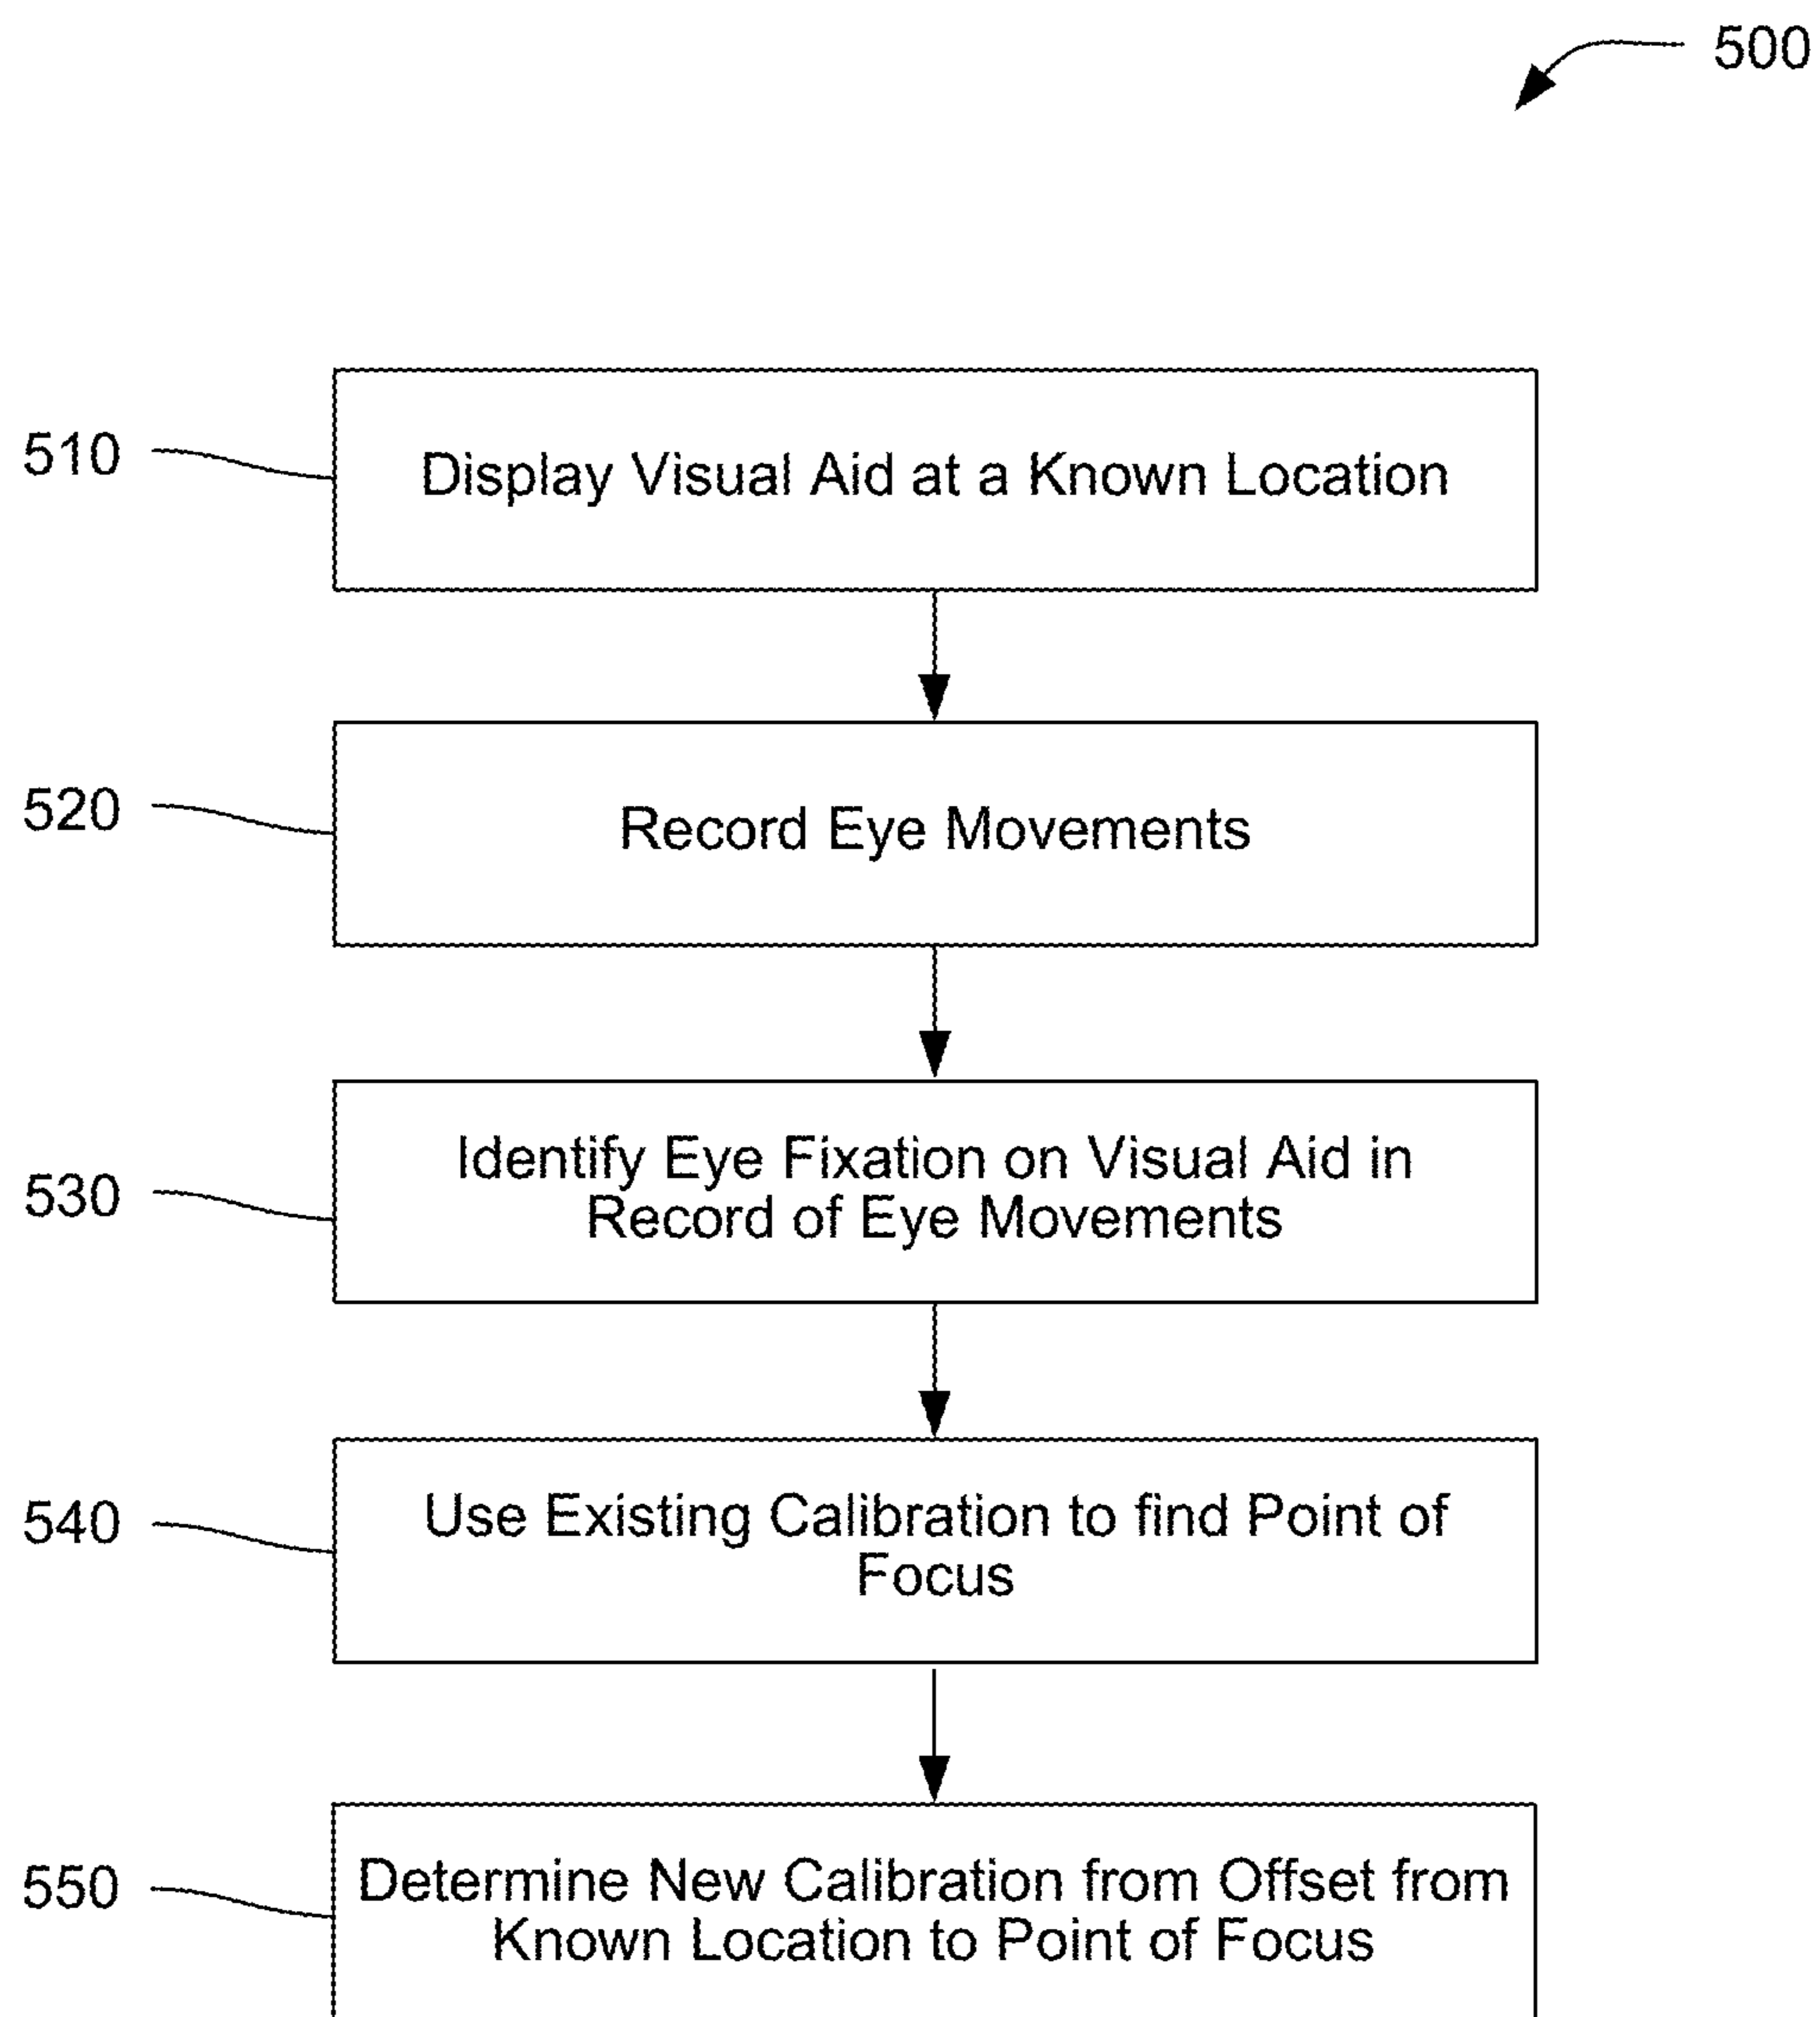 500
510
Display Visual Aid at a Known Location
520
Record Eye Movements
530
Identify Eye Fixation on Visual Aid in
Record of Eye Movements
540
Use Existing Calibration to find Point of
Focus
550
Determine New Calibration from Offset from
Known Location to Point of Focus